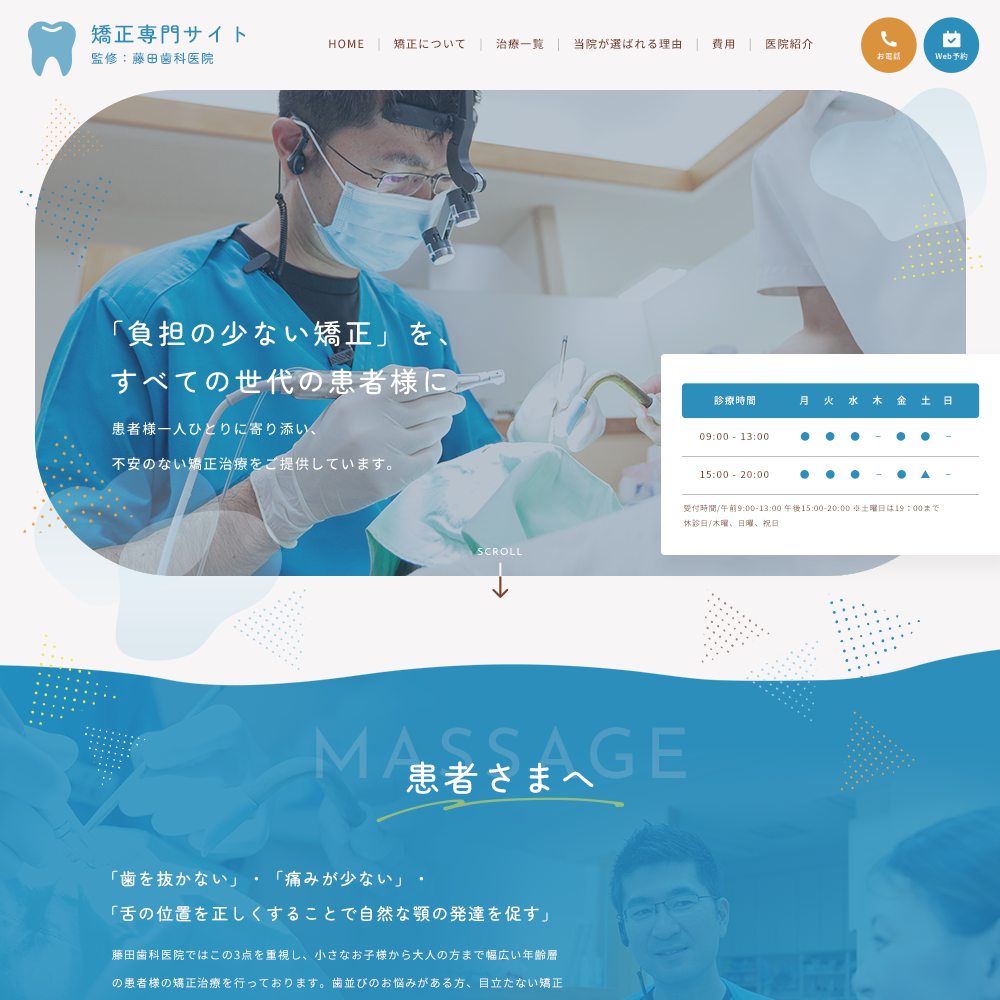 矯正専門サイト
監修：藤田歯科医院
HOME ｜ 矯正について ｜ 治療一覧 ｜ 当院が選ばれる理由 ｜ 費用 ｜ 医院紹介
お電話
Web予約
「負担の少ない矯正」を、
すべての世代の患者様に
患者様一人ひとりに寄り添い、
不安のない矯正治療をご提供しています。
診療時間 月 火 水 木 金 土 日
09:00 - 13:00 ● ● ● － ● ● －
15:00 - 20:00 ● ● ● － ● ▲ －
受付時間/午前9:00-13:00 午後15:00-20:00 ※土曜日は19：00まで
休診日/木曜、日曜、祝日
SCROLL
MASSAGE
患者さまへ
「歯を抜かない」・「痛みが少ない」・
「舌の位置を正しくすることで自然な顎の発達を促す」
藤田歯科医院ではこの3点を重視し、小さなお子様から大人の方まで幅広い年齢層
の患者様の矯正治療を行っております。歯並びのお悩みがある方、目立たない矯正